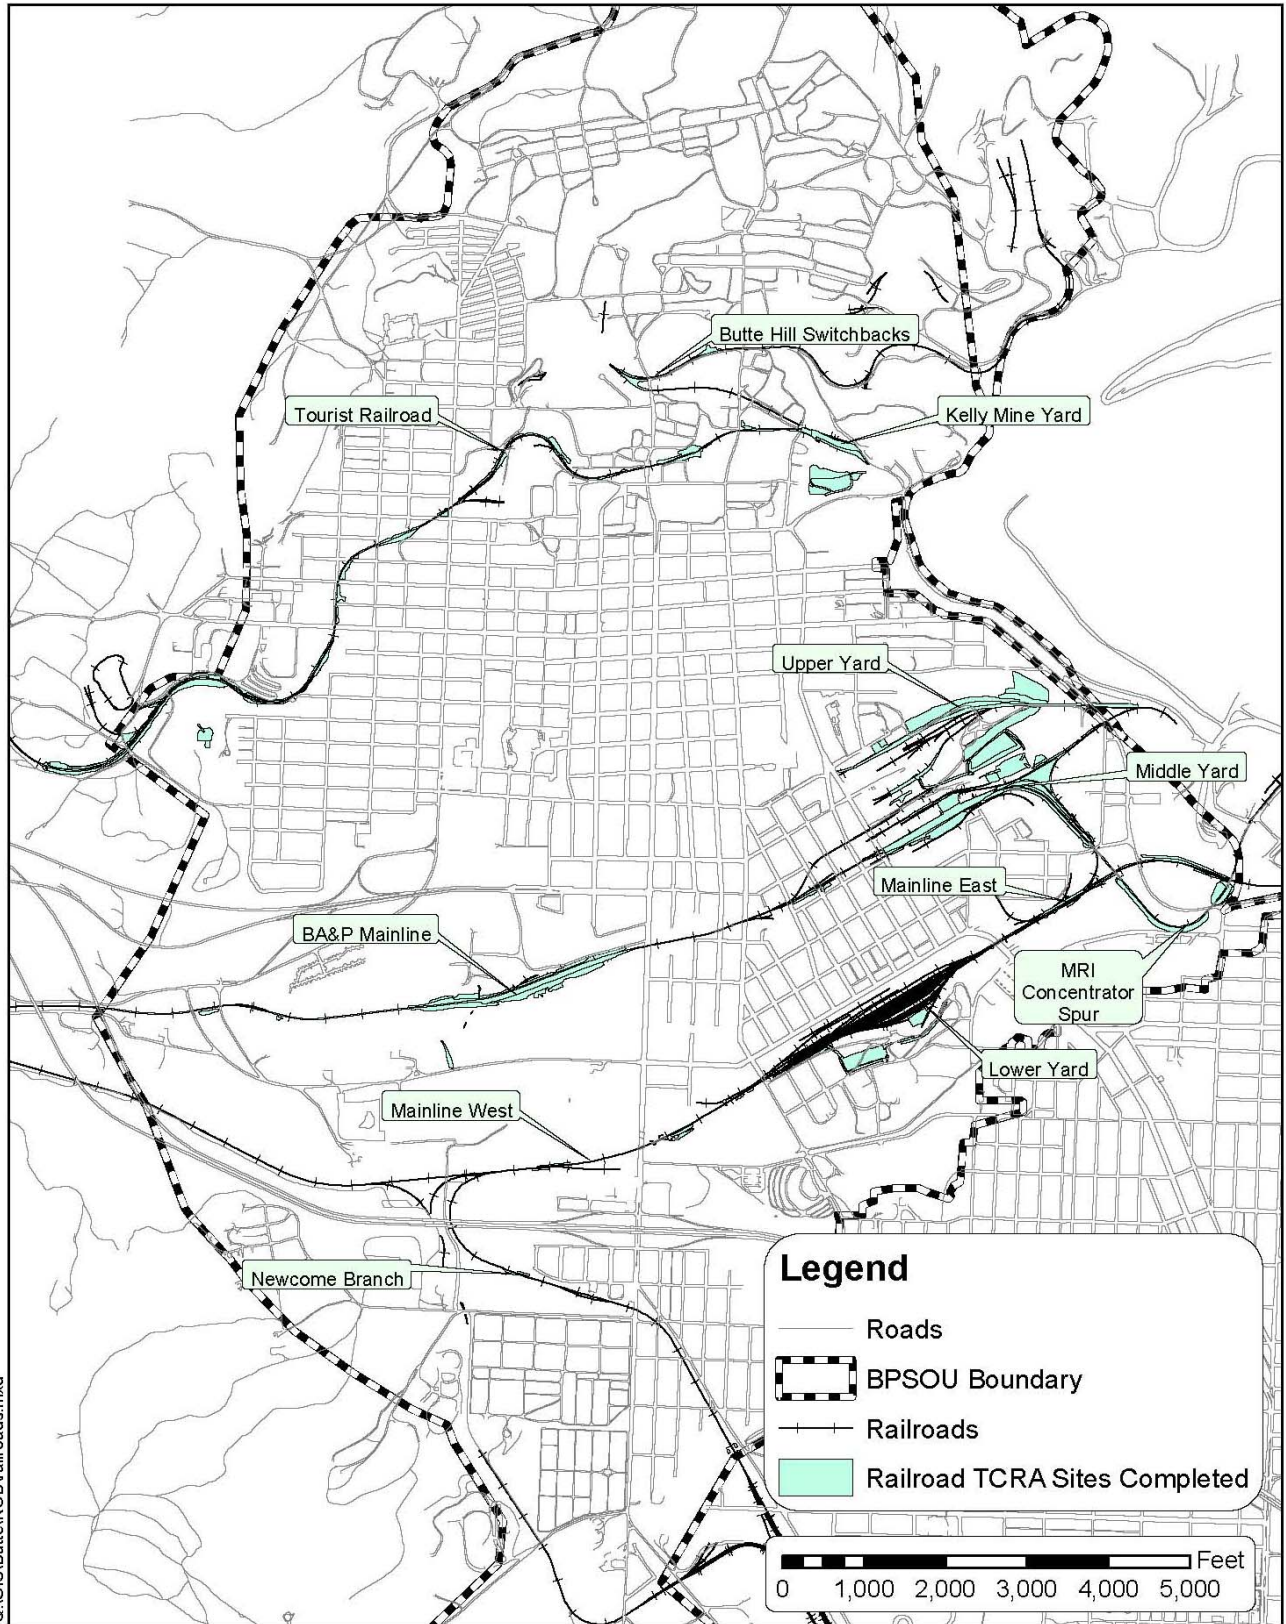 Butte Hill Switchbacks
Tourist Railroad
Kelly Mine Yard
Upper Yard
Middle Yard
Mainline East
BA&P Mainline
MRI
Concentrator
Spur
Lower Yard
Mainline West
Newcome Branch
Legend
Roads
BPSOU Boundary
Railroads
Railroad TCRA Sites Completed
Feet
0 1,000 2,000 3,000 4,000 5,000